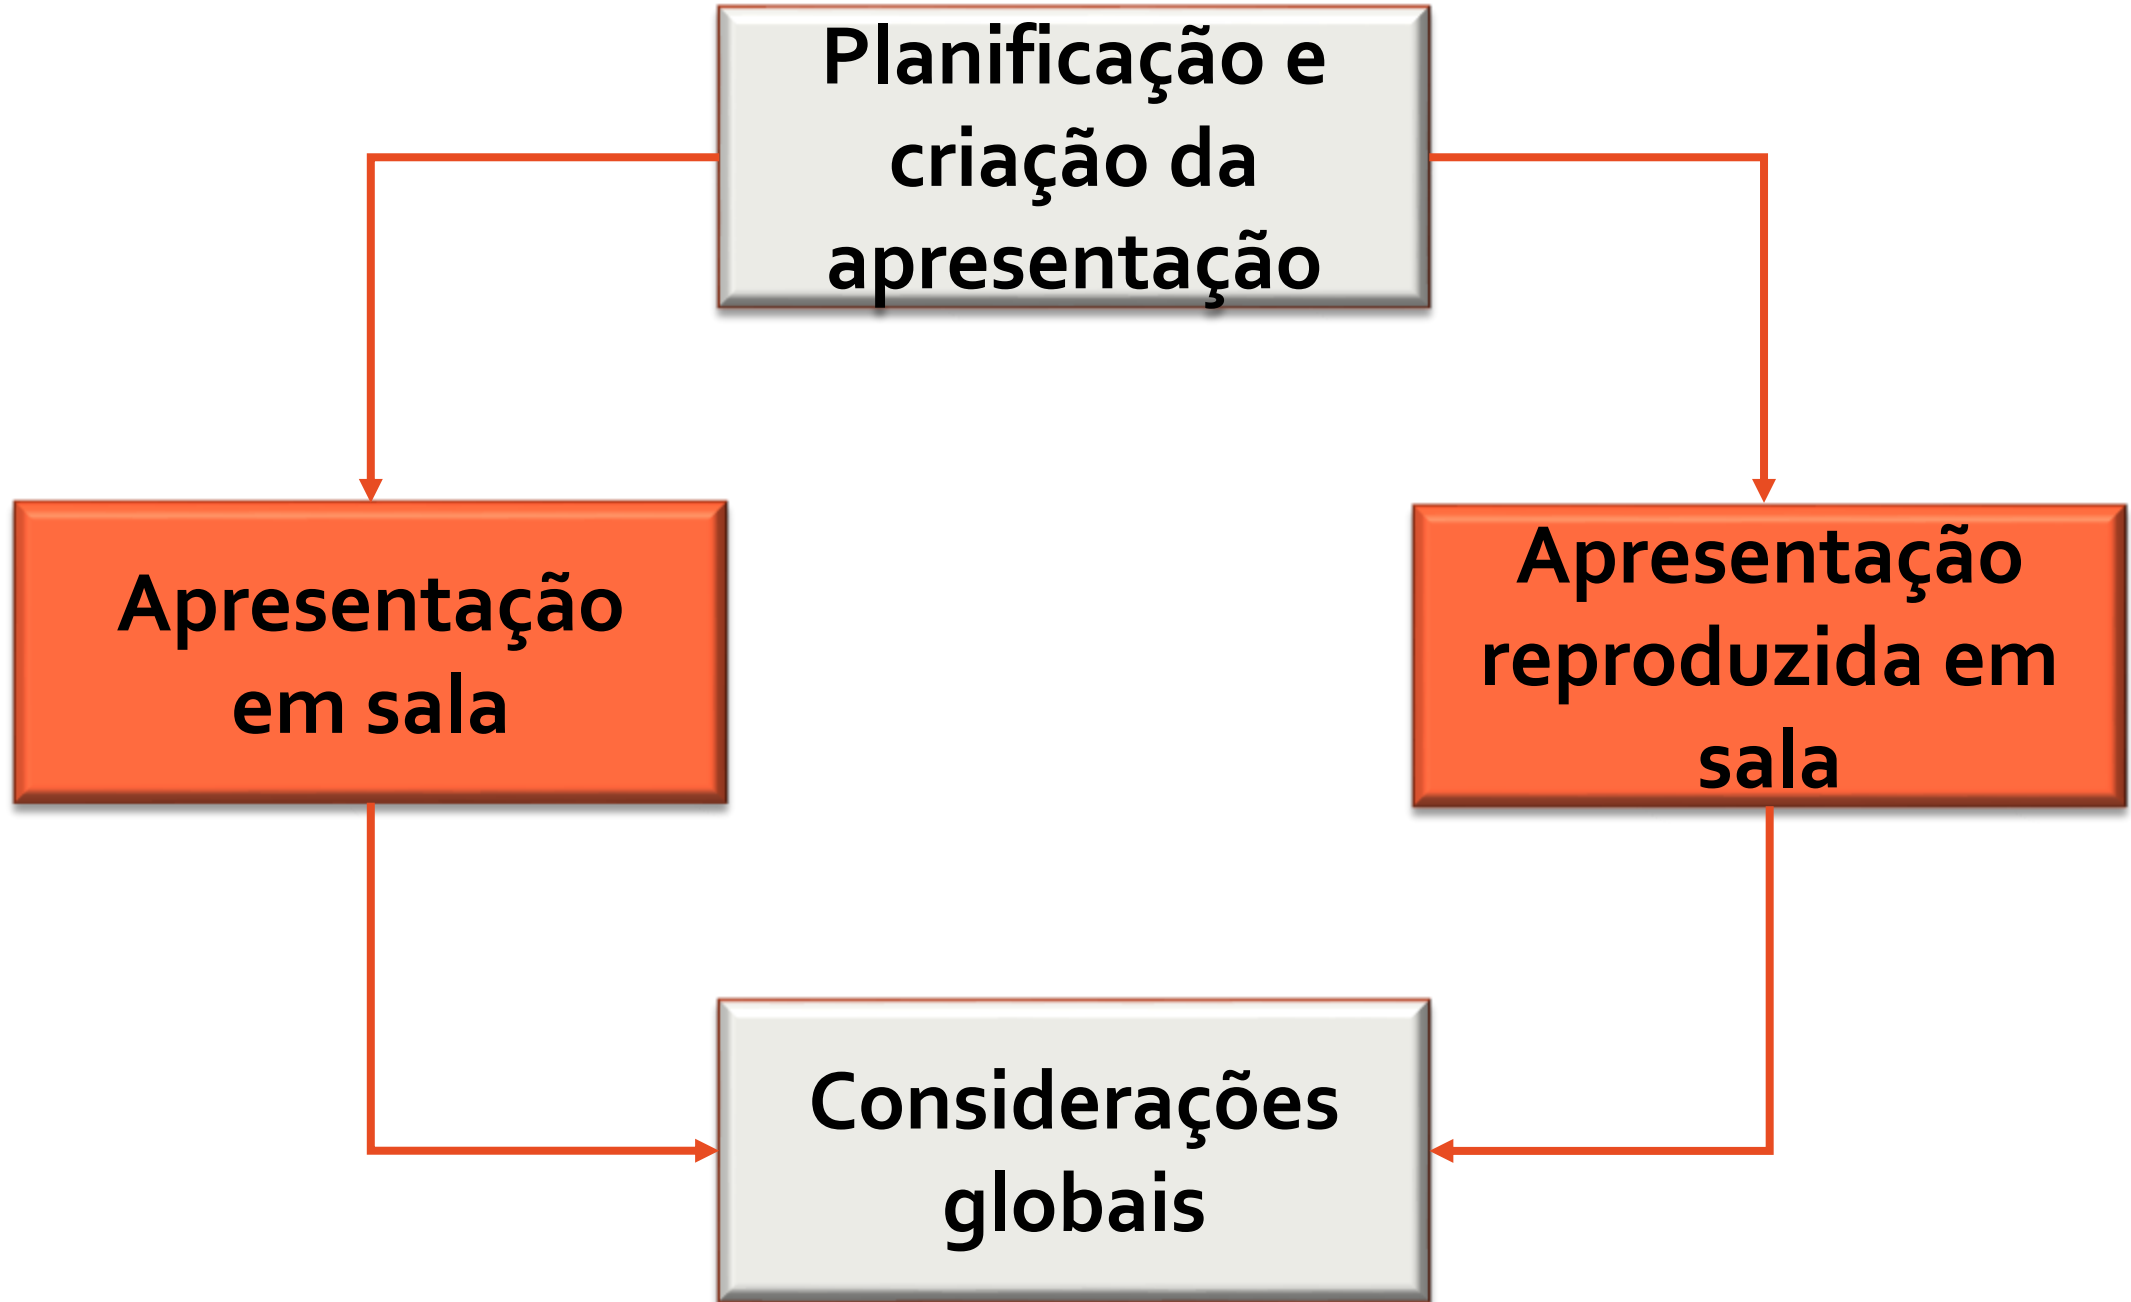 Planificação e
criação da
apresentação
Apresentação
em sala
Apresentação
reproduzida em
sala
Considerações
globais